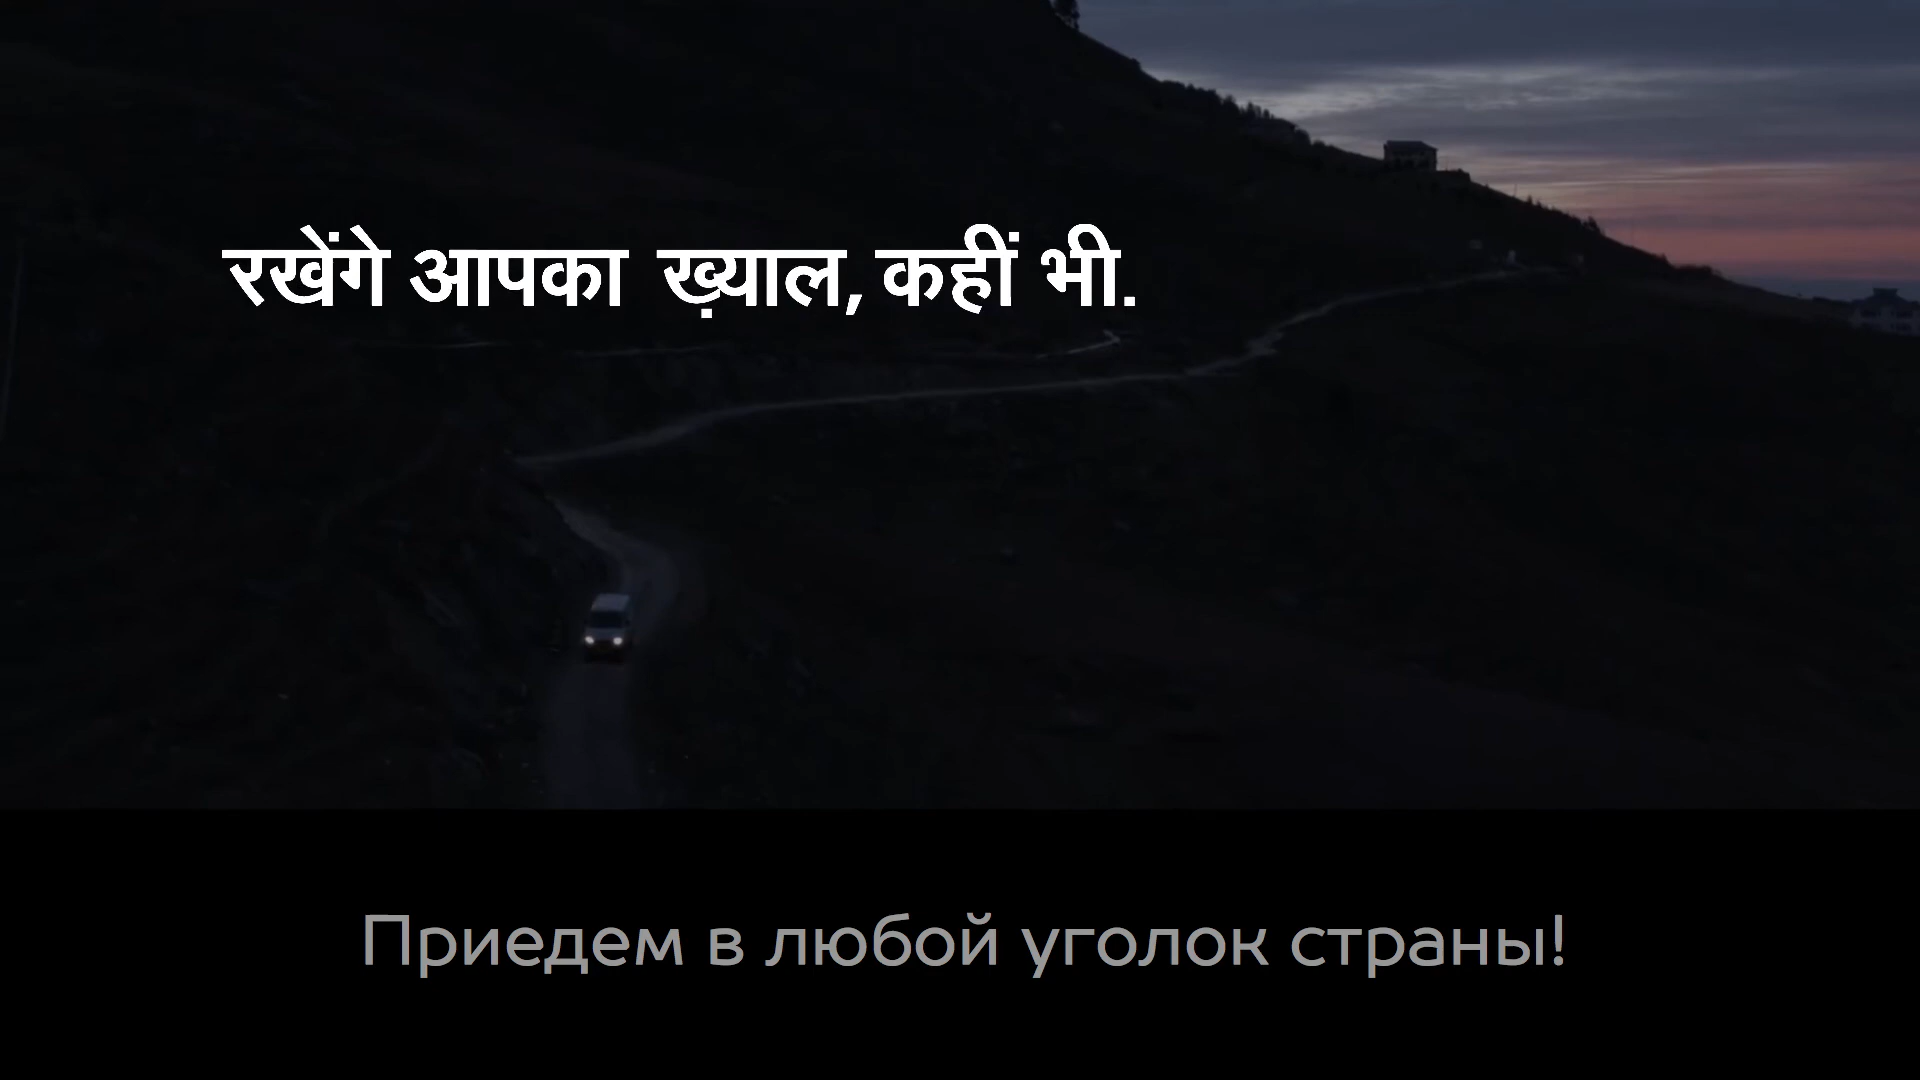 रखेंगे आपका ख़्याल, कहीं भी.
Приедем в любой уголок страны!